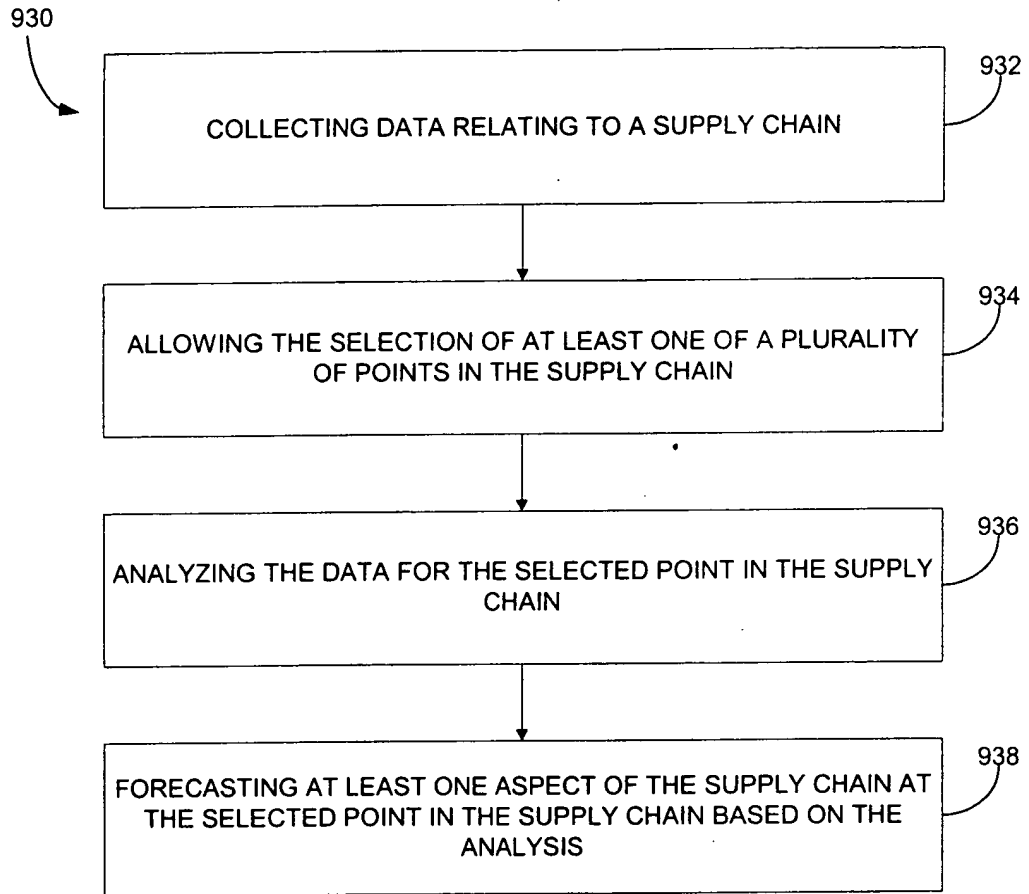 930
932
COLLECTING DATA RELATING TO A SUPPLY CHAIN
934
ALLOWING THE SELECTION OF AT LEAST ONE OF A PLURALITY
OF POINTS IN THE SUPPLY CHAIN
936
ANALYZING THE DATA FOR THE SELECTED POINT IN THE SUPPLY
CHAIN
938
FORECASTING AT LEAST ONE ASPECT OF THE SUPPLY CHAIN AT
THE SELECTED POINT IN THE SUPPLY CHAIN BASED ON THE
ANALYSIS